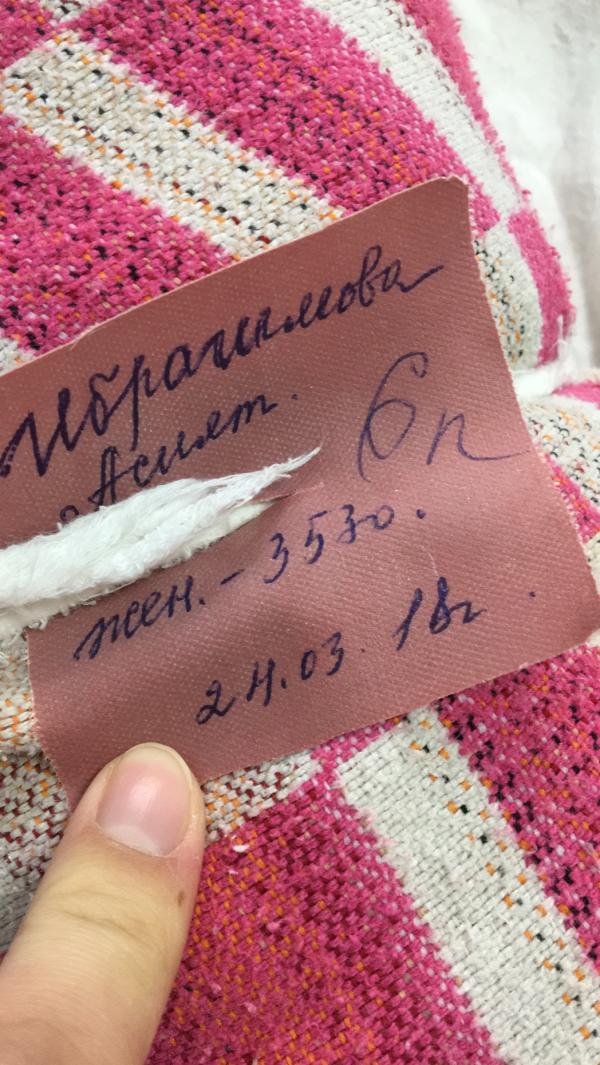 Ибрагимова
Асият.
6п
жен. - 3530.
24.03. 18г.